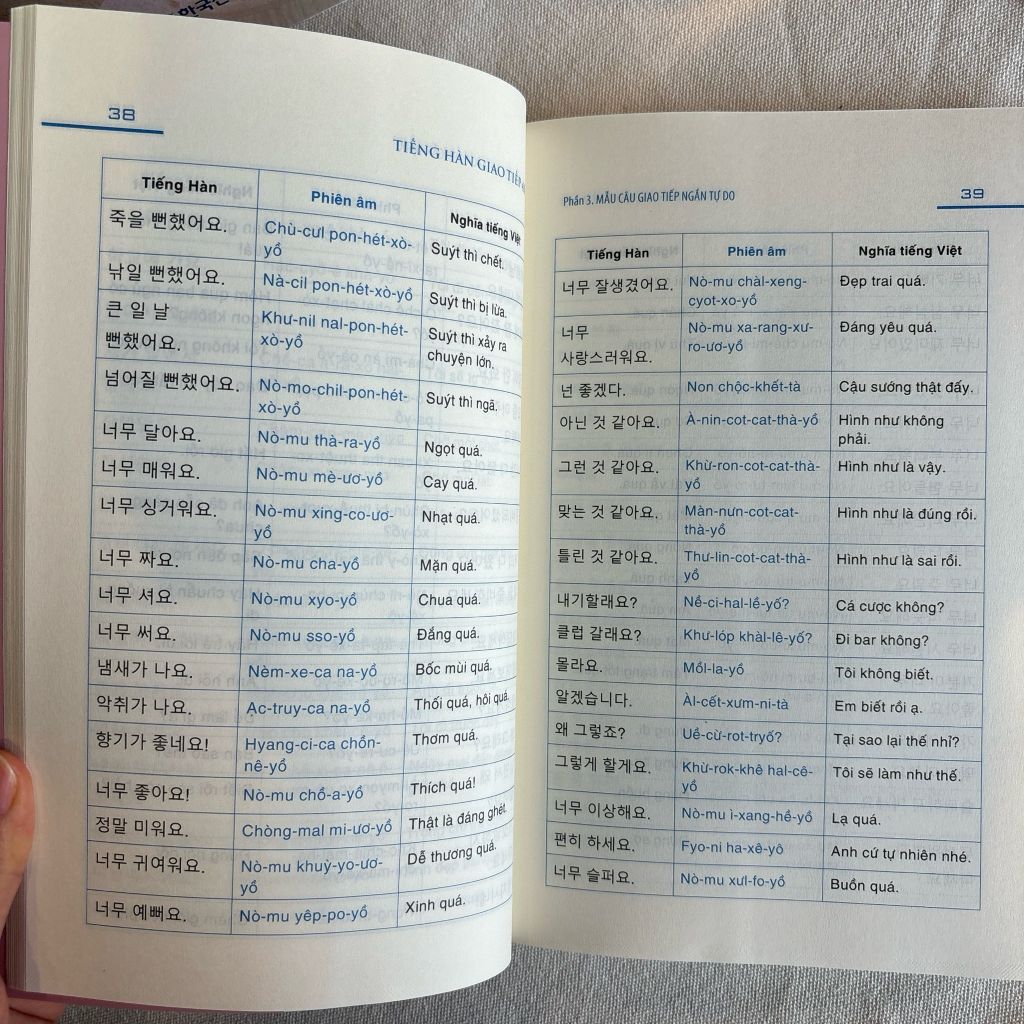 한국인
38
TIẾNG HÀN GIAO TIẾP
Tiếng Hàn Phiên âm Nghĩa tiếng Việt
죽을 뻔했어요. Chù-cưl pon-hét-xò-yồ Suýt thì chết.
낚일 뻔했어요. Nà-cil pon-hét-xò-yồ Suýt thì bị lừa.
큰 일 날 뻔했어요. Khư-nil nal-pon-hét-xò-yồ Suýt thì xảy ra chuyện lớn.
넘어질 뻔했어요. Nò-mo-chil-pon-hét-xò-yồ Suýt thì ngã.
너무 달아요. Nò-mu thà-ra-yồ Ngọt quá.
너무 매워요. Nò-mu mè-ươ-yồ Cay quá.
너무 싱거워요. Nò-mu xing-co-ươ-yồ Nhạt quá.
너무 짜요. Nò-mu cha-yồ Mặn quá.
너무 셔요. Nò-mu xyo-yồ Chua quá.
너무 써요. Nò-mu sso-yồ Đắng quá.
냄새가 나요. Nèm-xe-ca na-yồ Bốc mùi quá.
악취가 나요. Ạc-truy-ca na-yồ Thối quá, hôi quá.
향기가 좋네요! Hyang-ci-ca chồn-nê-yồ Thơm quá.
너무 좋아요! Nò-mu chồ-a-yồ Thích quá!
정말 미워요. Chòng-mal mi-ươ-yồ Thật là đáng ghét.
너무 귀여워요. Nò-mu khuỳ-yo-ươ-yồ Dễ thương quá.
너무 예뻐요. Nò-mu yêp-po-yồ Xinh quá.
Phần 3. MẪU CÂU GIAO TIẾP NGẮN TỰ DO
39
Tiếng Hàn Phiên âm Nghĩa tiếng Việt
너무 잘생겼어요. Nò-mu chàl-xeng-cyot-xo-yồ Đẹp trai quá.
너무 사랑스러워요. Nò-mu xa-rang-xư-ro-ươ-yồ Đáng yêu quá.
넌 좋겠다. Non chộc-khết-tà Cậu sướng thật đấy.
아닌 것 같아요. À-nin-cot-cat-thà-yồ Hình như không phải.
그런 것 같아요. Khừ-ron-cot-cat-thà-yồ Hình như là vậy.
맞는 것 같아요. Màn-nưn-cot-cat-thà-yồ Hình như là đúng rồi.
틀린 것 같아요. Thư-lin-cot-cat-thà-yồ Hình như là sai rồi.
내기할래요? Nề-ci-hal-lề-yố? Cá cược không?
클럽 갈래요? Khư-lóp khàl-lê-yố? Đi bar không?
몰라요. Mồl-la-yồ Tôi không biết.
알겠습니다. Àl-cết-xưm-ni-tà Em biết rồi ạ.
왜 그렇죠? Uề-cừ-rot-tryố? Tại sao lại thế nhỉ?
그렇게 할게요. Khừ-rok-khê hal-cê-yồ Tôi sẽ làm như thế.
너무 이상해요. Nò-mu ì-xang-hề-yồ Lạ quá.
편히 하세요. Fyo-ni ha-xê-yô Anh cứ tự nhiên nhé.
너무 슬퍼요. Nò-mu xưl-fo-yồ Buồn quá.